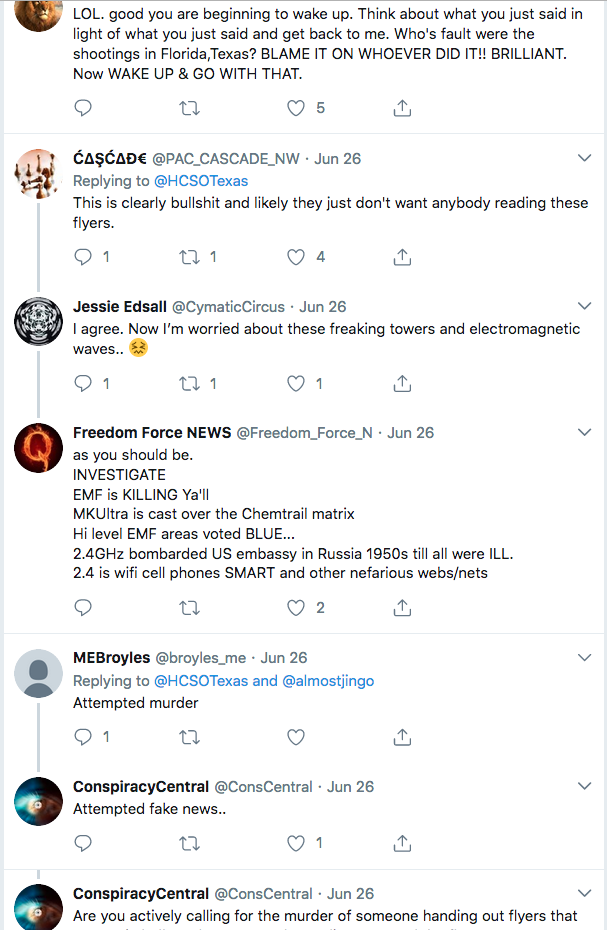 LOL. good you are beginning to wake up. Think about what you just said in
light of what you just said and get back to me. Who's fault were the
shootings in Florida,Texas? BLAME IT ON WHOEVER DID IT!! BRILLIANT.
Now WAKE UP & GO WITH THAT.
5
ĆΔŞĆΔĐ€ @PAC_CASCADE_NW · Jun 26
Replying to @HCSOTexas
This is clearly bullshit and likely they just don't want anybody reading these
flyers.
1 1 4
Jessie Edsall @CymaticCircus · Jun 26
I agree. Now I’m worried about these freaking towers and electromagnetic
waves.. 😖
1 1 1
Freedom Force NEWS @Freedom_Force_N · Jun 26
as you should be.
INVESTIGATE
EMF is KILLING Ya'll
MKUltra is cast over the Chemtrail matrix
Hi level EMF areas voted BLUE...
2.4GHz bombarded US embassy in Russia 1950s till all were ILL.
2.4 is wifi cell phones SMART and other nefarious webs/nets
2
MEBroyles @broyles_me · Jun 26
Replying to @HCSOTexas and @almostjingo
Attempted murder
1
ConspiracyCentral @ConsCentral · Jun 26
Attempted fake news..
1
ConspiracyCentral @ConsCentral · Jun 26
Are you actively calling for the murder of someone handing out flyers that